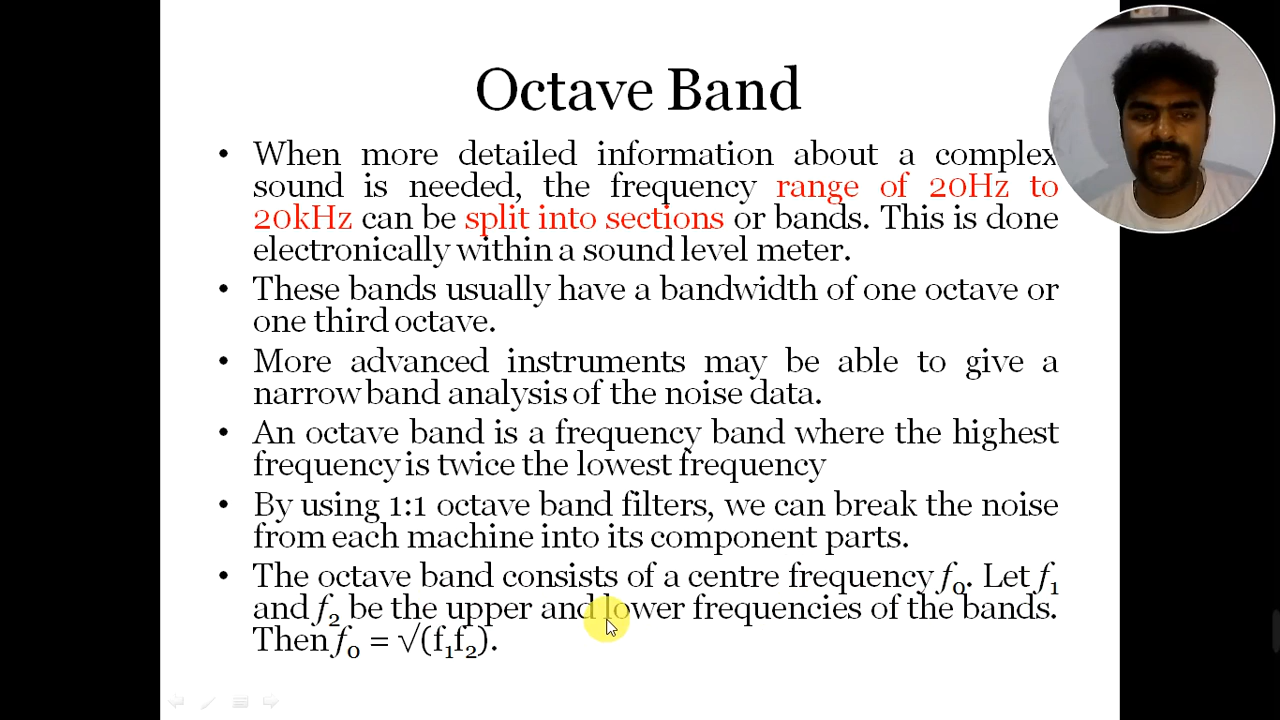 Octave Band
• When more detailed information about a complex
sound is needed, the frequency range of 20Hz to
20kHz can be split into sections or bands. This is done
electronically within a sound level meter.
• These bands usually have a bandwidth of one octave or
one third octave.
• More advanced instruments may be able to give a
narrow band analysis of the noise data.
• An octave band is a frequency band where the highest
frequency is twice the lowest frequency
• By using 1:1 octave band filters, we can break the noise
from each machine into its component parts.
• The octave band consists of a centre frequency f₀. Let f₁
and f₂ be the upper and lower frequencies of the bands.
Then f₀ = √(f₁f₂).